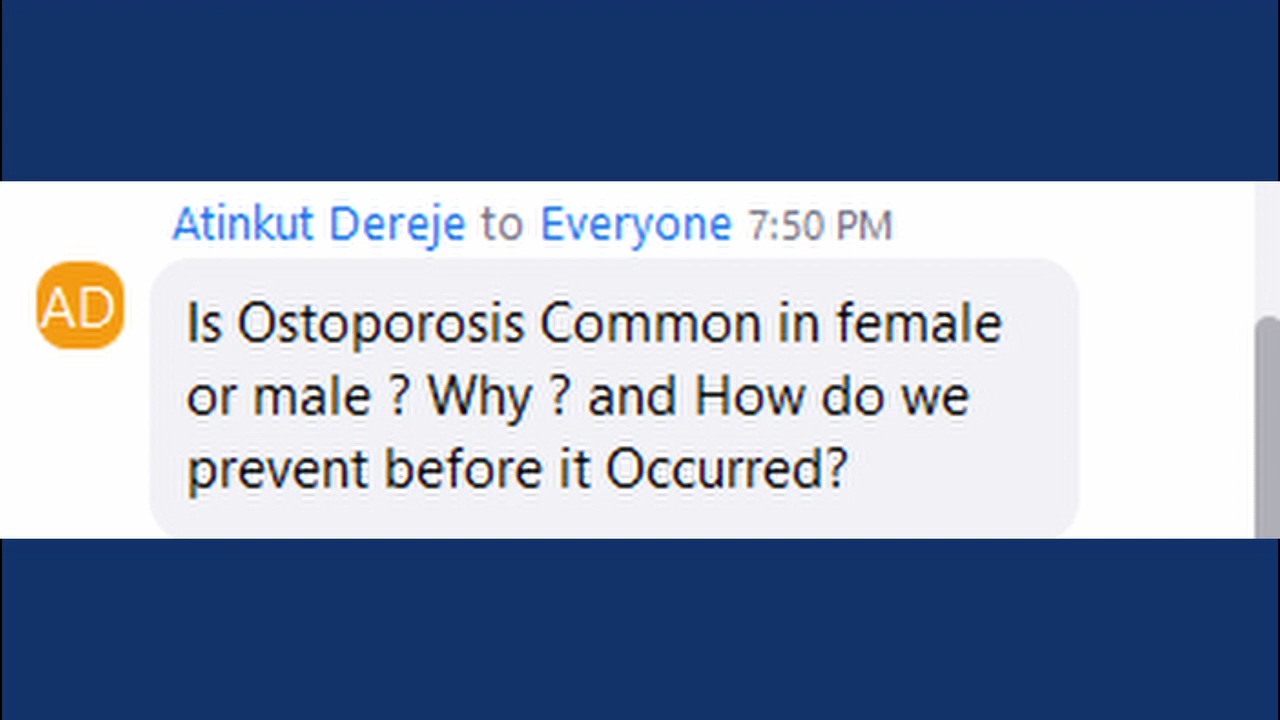 Atinkut Dereje to Everyone 7:50 PM
AD
Is Ostoporosis Common in female
or male ? Why ? and How do we
prevent before it Occurred?